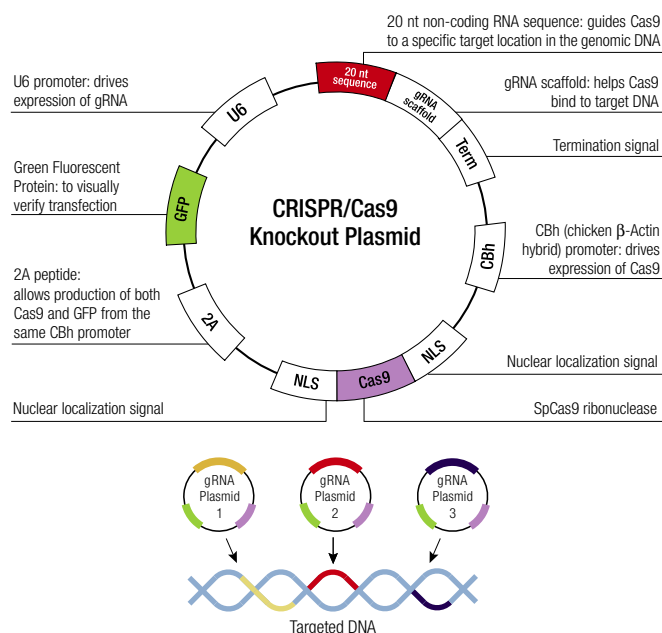 20 nt non-coding RNA sequence: guides Cas9
to a specific target location in the genomic DNA
U6 promoter: drives
expression of gRNA
20 nt
sequence
gRNA
scaffold
gRNA scaffold: helps Cas9
bind to target DNA
U6
Term
Termination signal
Green Fluorescent
Protein: to visually
verify transfection
GFP
CRISPR/Cas9
Knockout Plasmid
CBh
CBh (chicken β-Actin
hybrid) promoter: drives
expression of Cas9
2A peptide:
allows production of both
Cas9 and GFP from the
same CBh promoter
2A
NLS
Cas9
NLS
Nuclear localization signal
Nuclear localization signal
SpCas9 ribonuclease
gRNA
Plasmid
1
gRNA
Plasmid
2
gRNA
Plasmid
3
Targeted DNA